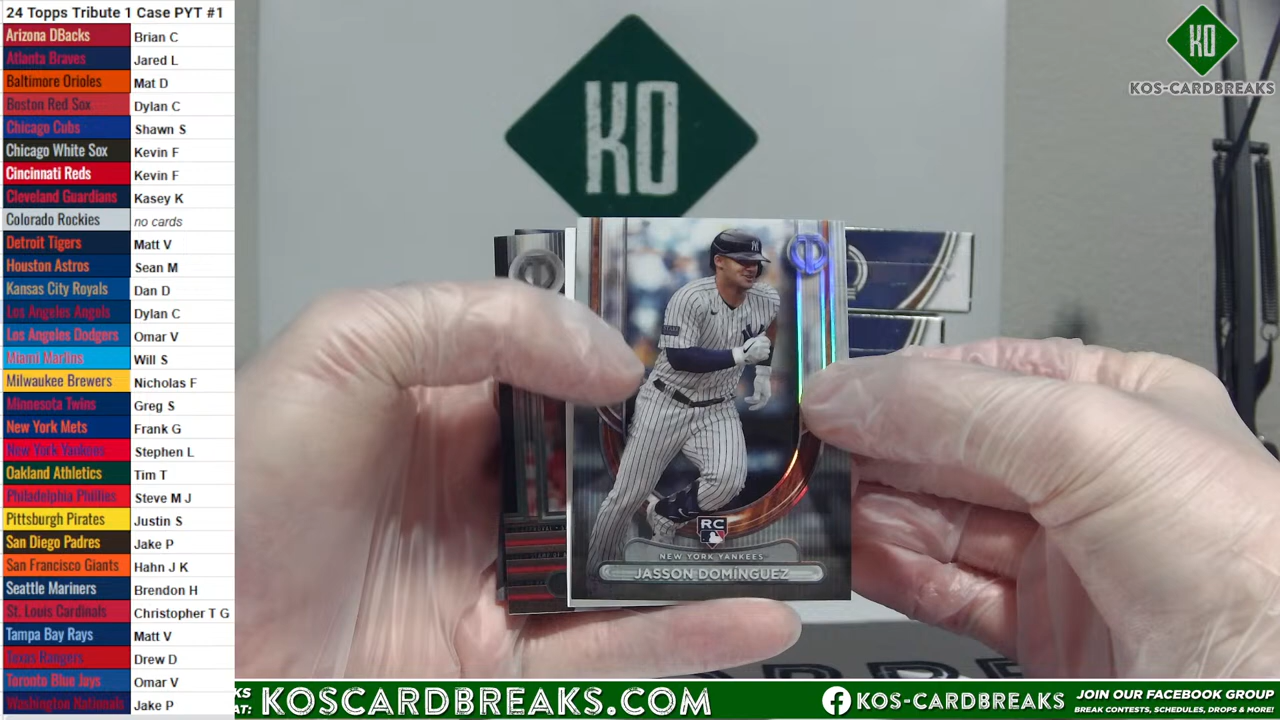 24 Topps Tribute 1 Case PYT #1
Arizona DBacks Brian C
Atlanta Braves Jared L
Baltimore Orioles Mat D
Boston Red Sox Dylan C
Chicago Cubs Shawn S
Chicago White Sox Kevin F
Cincinnati Reds Kevin F
Cleveland Guardians Kasey K
Colorado Rockies no cards
Detroit Tigers Matt V
Houston Astros Sean M
Kansas City Royals Dan D
Los Angeles Angels Dylan C
Los Angeles Dodgers Omar V
Miami Marlins Will S
Milwaukee Brewers Nicholas F
Minnesota Twins Greg S
New York Mets Frank G
New York Yankees Stephen L
Oakland Athletics Tim T
Philadelphia Phillies Steve M J
Pittsburgh Pirates Justin S
San Diego Padres Jake P
San Francisco Giants Hahn J K
Seattle Mariners Brendon H
St. Louis Cardinals Christopher T G
Tampa Bay Rays Matt V
Texas Rangers Drew D
Toronto Blue Jays Omar V
Washington Nationals Jake P
KO
KO
KOS-CARDBREAKS
RC
NEW YORK YANKEES
JASSON DOMÍNGUEZ
KS
AT:
KOSCARDBREAKS.COM
KOS-CARDBREAKS
JOIN OUR FACEBOOK GROUP
BREAK CONTESTS, SCHEDULES, DROPS & MORE!